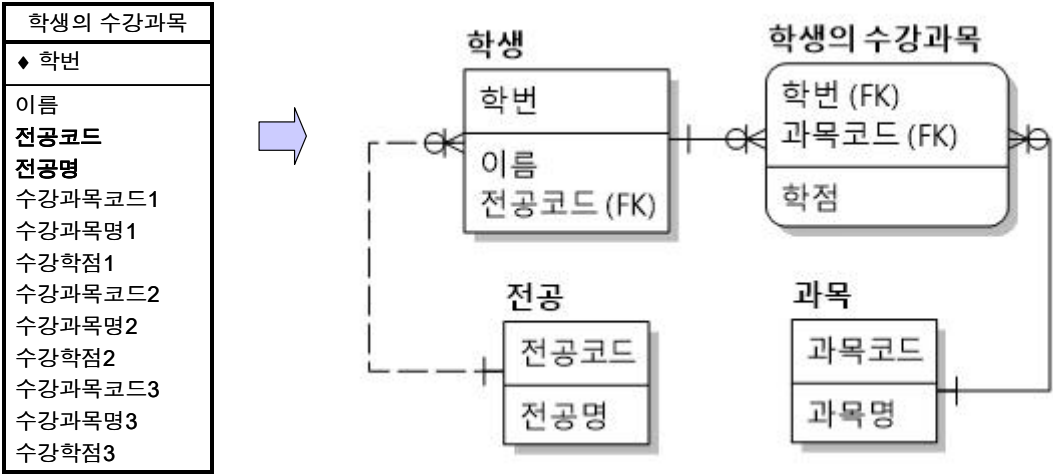 학생의 수강과목
♦ 학번
이름
전공코드
전공명
수강과목코드1
수강과목명1
수강학점1
수강과목코드2
수강과목명2
수강학점2
수강과목코드3
수강과목명3
수강학점3
학생
학번
이름
전공코드 (FK)
학생의 수강과목
학번 (FK)
과목코드 (FK)
학점
전공
전공코드
전공명
과목
과목코드
과목명